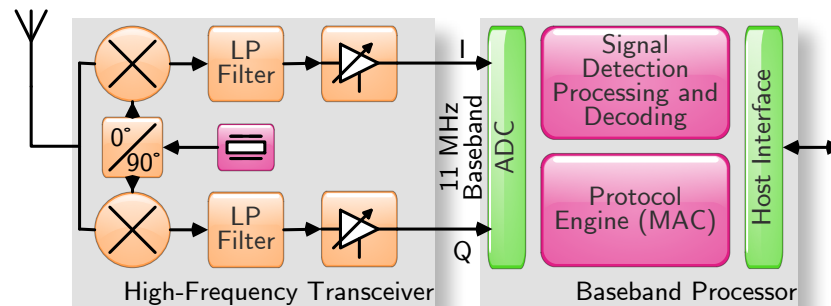 LP
Filter
I
Signal
Detection
Processing and
Decoding
0°
90°
11 MHz
Baseband
ADC
Host Interface
LP
Filter
Protocol
Engine (MAC)
Q
High-Frequency Transceiver
Baseband Processor